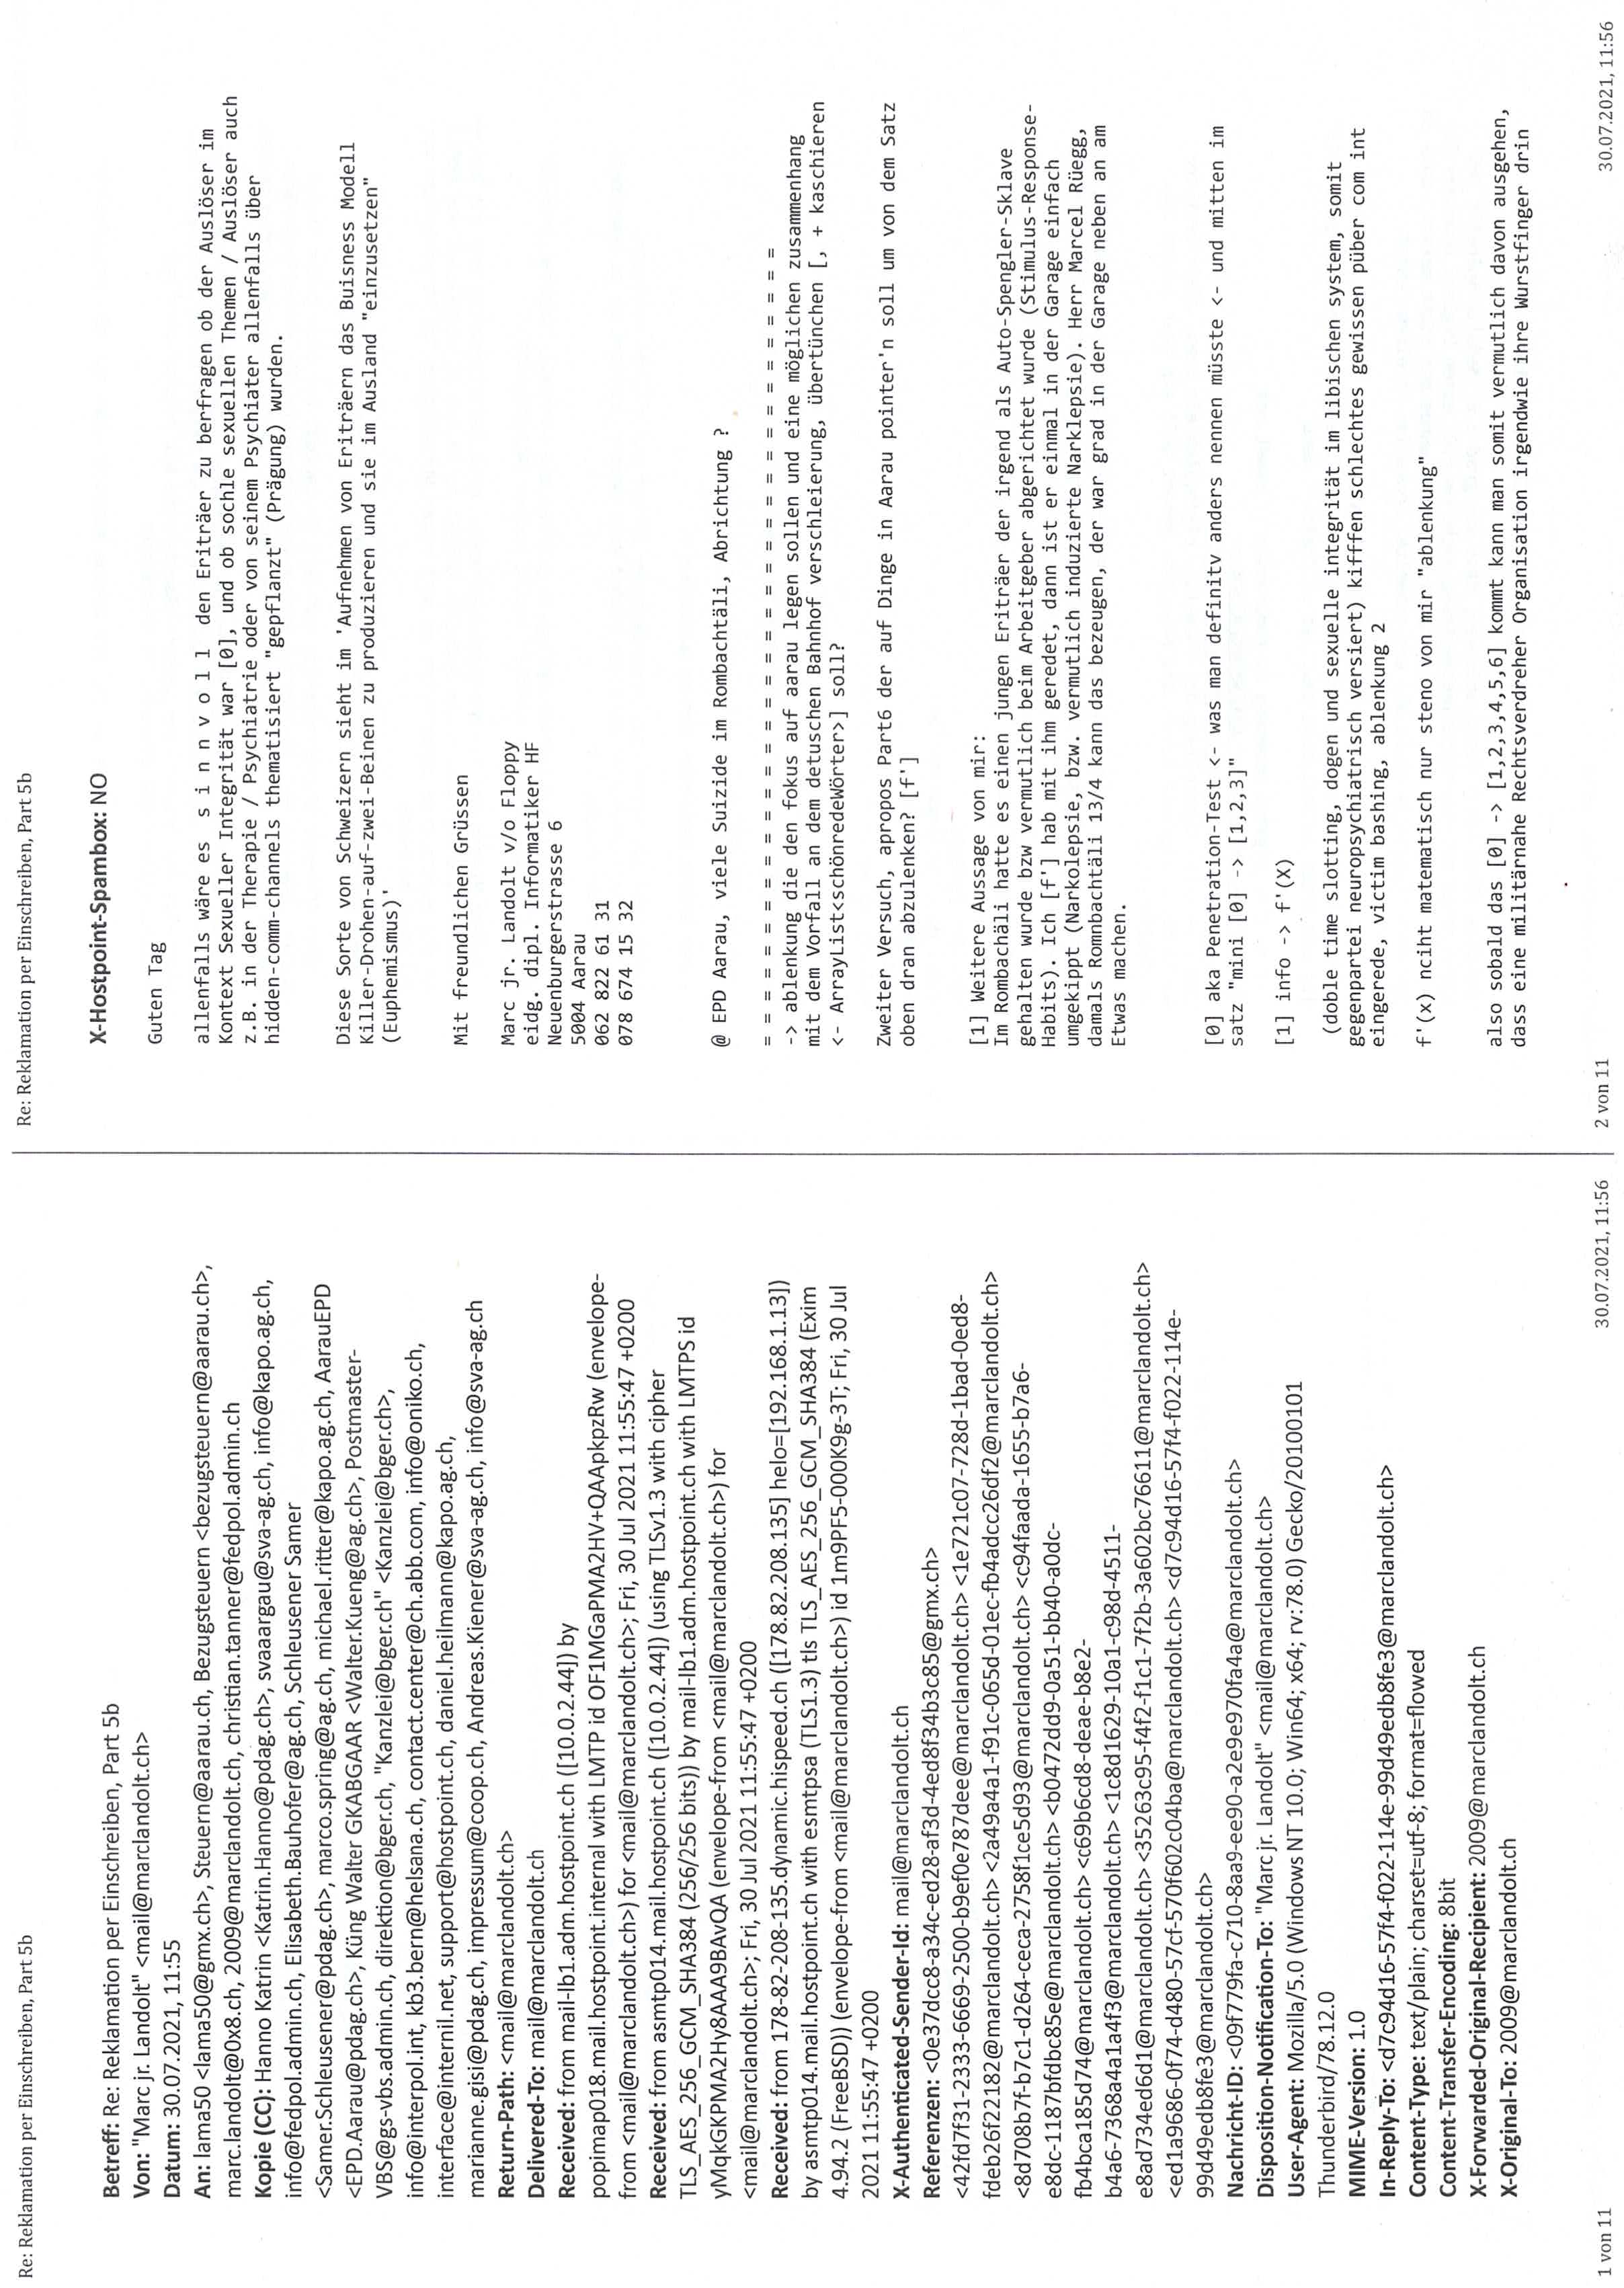 Re: Reklamation per Einschreiben, Part 5b
Betreff: Re: Reklamation per Einschreiben, Part 5b
Von: "Marc jr. Landolt" <mail@marclandolt.ch>
Datum: 30.07.2021, 11:55
An: lama50 <lama50@gmx.ch>, Steuern@aarau.ch, Bezugsteuern <bezugsteuern@aarau.ch>,
marc.landolt@0x8.ch, 2009@marclandolt.ch, christian.tanner@fedpol.admin.ch
Kopie (CC): Hanno Katrin <Katrin.Hanno@pdag.ch>, svaaargau@sva-ag.ch, info@kapo.ag.ch,
info@fedpol.admin.ch, Elisabeth.Bauhofer@ag.ch, Schleusener Samer
<Samer.Schleusener@pdag.ch>, marco.spring@ag.ch, michael.ritter@kapo.ag.ch, AarauEPD
<EPD.Aarau@pdag.ch>, Küng Walter GKABGAAR <Walter.Kueng@ag.ch>, Postmaster-
VBS@gs-vbs.admin.ch, direktion@bger.ch, "Kanzlei@bger.ch" <Kanzlei@bger.ch>,
info@interpol.int, kb3.bern@helsana.ch, contact.center@ch.abb.com, info@oniko.ch,
interface@internil.net, support@hostpoint.ch, daniel.heilmann@kapo.ag.ch,
marianne.gisi@pdag.ch, impressum@coop.ch, Andreas.Kiener@sva-ag.ch, info@sva-ag.ch
Return-Path: <mail@marclandolt.ch>
Delivered-To: mail@marclandolt.ch
Received: from mail-lb1.adm.hostpoint.ch ([10.0.2.44]) by
popimap018.mail.hostpoint.internal with LMTP id OF1MGaPMA2HV+QAApkpzRw (envelope-
from <mail@marclandolt.ch>) for <mail@marclandolt.ch>; Fri, 30 Jul 2021 11:55:47 +0200
Received: from asmtp014.mail.hostpoint.ch ([10.0.2.44]) (using TLSv1.3 with cipher
TLS_AES_256_GCM_SHA384 (256/256 bits)) by mail-lb1.adm.hostpoint.ch with LMTPS id
yMqkGKPMA2Hy8AAAA9BAvQA (envelope-from <mail@marclandolt.ch>) for
<mail@marclandolt.ch>; Fri, 30 Jul 2021 11:55:47 +0200
Received: from 178-82-208-135.dynamic.hispeed.ch ([178.82.208.135] helo=[192.168.1.13])
by asmtp014.mail.hostpoint.ch with esmtpsa (TLS1.3) tls TLS_AES_256_GCM_SHA384 (Exim
4.94.2 (FreeBSD)) (envelope-from <mail@marclandolt.ch>) id 1m9PF5-000K9g-3T; Fri, 30 Jul
2021 11:55:47 +0200
X-Authenticated-Sender-Id: mail@marclandolt.ch
Referenzen: <0e37dcc8-a34c-ed28-af3d-4ed8f34b3c85@gmx.ch>
<42fd7f31-2333-6669-2500-b9ef0e787dee@marclandolt.ch> <1e721c07-728d-1bad-0ed8-
fdeb26f22182@marclandolt.ch> <2a49a4a1-f91c-065d-01ec-fb4adcc26df2@marclandolt.ch>
<8d708b7f-b7c1-d264-ceca-2758f1ce5d93@marclandolt.ch> <c94faada-1655-b7a6-
e8dc-1187bfdbc85e@marclandolt.ch> <b0472dd9-0a51-bb40-a0dc-
fb4bca185d74@marclandolt.ch> <c69b6cd8-deae-b8e2-
b4a6-7368a4a1a4f3@marclandolt.ch> <1c8d1629-10a1-c98d-4511-
e8ad734ed6d1@marclandolt.ch> <35263c95-f4f2-f1c1-7f2b-3a602bc76611@marclandolt.ch>
<ed1a9686-0f74-d480-57cf-570f602c04ba@marclandolt.ch> <d7c94d16-57f4-f022-114e-
99d49edb8fe3@marclandolt.ch>
Nachricht-ID: <09f779fa-c710-8aa9-ee90-a2e9e970fa4a@marclandolt.ch>
Disposition-Notification-To: "Marc jr. Landolt" <mail@marclandolt.ch>
User-Agent: Mozilla/5.0 (Windows NT 10.0; Win64; x64; rv:78.0) Gecko/20100101
Thunderbird/78.12.0
MIME-Version: 1.0
In-Reply-To: <d7c94d16-57f4-f022-114e-99d49edb8fe3@marclandolt.ch>
Content-Type: text/plain; charset=utf-8; format=flowed
Content-Transfer-Encoding: 8bit
X-Forwarded-Original-Recipient: 2009@marclandolt.ch
X-Original-To: 2009@marclandolt.ch
1 von 11
30.07.2021, 11:56
Re: Reklamation per Einschreiben, Part 5b
X-Hostpoint-Spambox: NO
Guten Tag
allenfalls wäre es s i n n v o l l den Eriträer zu berfragen ob der Auslöser im
Kontext Sexueller Integrität war [0], und ob sochle sexuellen Themen / Auslöser auch
z.B. in der Therapie / Psychiatrie oder von seinem Psychiater allenfalls über
hidden-comm-channels thematisiert "gepflanzt" (Prägung) wurden.
Diese Sorte von Schweizern sieht im 'Aufnehmen von Eriträern das Buisness Modell
Killer-Drohen-auf-zwei-Beinen zu produzieren und sie im Ausland "einzusetzen"
(Euphemismus)'
Mit freundlichen Grüssen
Marc jr. Landolt v/o Floppy
eidg. dipl. Informatiker HF
Neuenburgerstrasse 6
5004 Aarau
062 822 61 31
078 674 15 32
@ EPD Aarau, viele Suizide im Rombachtäli, Abrichtung ?
= = = = = = = = = = = = = = = = = = = = = = = = = = = = = = = = = = =
-> ablenkung die den fokus auf aarau legen sollen und eine möglichen zusammenhang
mit dem Vorfall an dem detuschen Bahnhof verschleierung, übertünchen [, + kaschieren
<- ArrayList<schönredeWörter>] soll?
Zweiter Versuch, apropos Part6 der auf Dinge in Aarau pointer'n soll um von dem Satz
oben dran abzulenken? [f']
[1] Weitere Aussage von mir:
Im Rombachäli hatte es einen jungen Eriträer der irgend als Auto-Spengler-Sklave
gehalten wurde bzw vermutlich beim Arbeitgeber abgerichtet wurde (Stimulus-Response-
Habits). Ich [f'] hab mit ihm geredet, dann ist er einmal in der Garage einfach
umgekippt (Narkolepsie, bzw. vermutlich induzierte Narklepsie). Herr Marcel Rüegg,
damals Romnbachtäli 13/4 kann das bezeugen, der war grad in der Garage neben an am
Etwas machen.
[0] aka Penetration-Test <- was man definitv anders nennen müsste <- und mitten im
satz "mini [0] -> [1,2,3]"
[1] info -> f'(x)
(doble time slotting, dogen und sexuelle integrität im libischen system, somit
gegenpartei neuropsychiatrisch versiert) kifffen schlechtes gewissen püber com int
eingerede, victim bashing, ablenkung 2
f'(x) nciht matematisch nur steno von mir "ablenkung"
also sobald das [0] -> [1,2,3,4,5,6] kommt kann man somit vermutlich davon ausgehen,
dass eine militärnahe Rechtsverdreher Organisation irgendwie ihre Wurstfinger drin
2 von 11
30.07.2021, 11:56